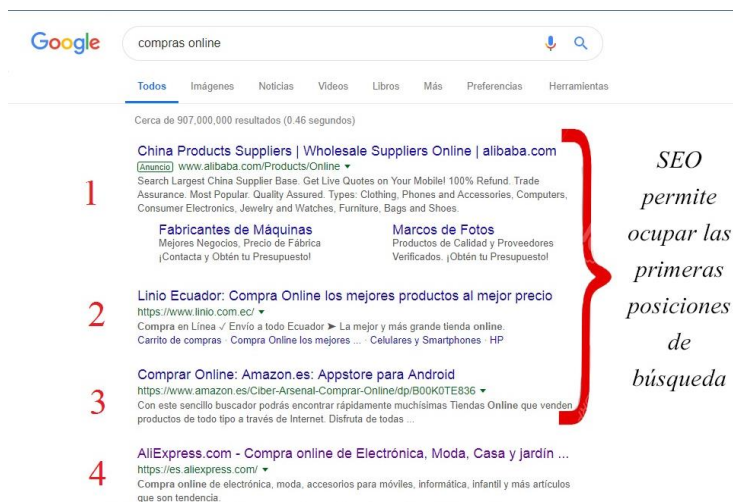 Google
compras online
Todos Imágenes Noticias Videos Libros Más Preferencias Herramientas
Cerca de 907,000,000 resultados (0.46 segundos)
1
China Products Suppliers | Wholesale Suppliers Online | alibaba.com
Anuncio www.alibaba.com/Products/Online ▼
Search Largest China Supplier Base. Get Live Quotes on Your Mobile! 100% Refund. Trade
Assurance. Most Popular. Quality Assured. Types: Clothing, Phones and Accessories, Computers,
Consumer Electronics, Jewelry and Watches, Furniture, Bags and Shoes.
Fabricantes de Máquinas
Mejores Negocios, Precio de Fábrica
¡Contacta y Obtén tu Presupuesto!
Marcos de Fotos
Productos de Calidad y Proveedores
Verificados. ¡Obtén tu Presupuesto!
2
Linio Ecuador: Compra Online los mejores productos al mejor precio
https://www.linio.com.ec/ ▼
Compra en Línea √ Envío a todo Ecuador ➤ La mejor y más grande tienda online.
Carrito de compras · Compra Online los mejores ... · Celulares y Smartphones · HP
3
Comprar Online: Amazon.es: Appstore para Android
https://www.amazon.es/Ciber-Arsenal-Comprar-Online/dp/B00K0TE836 ▼
Con este sencillo buscador podrás encontrar rápidamente muchísimas Tiendas Online que venden
productos de todo tipo a través de Internet. Disfruta de todas ...
4
AliExpress.com - Compra online de Electrónica, Moda, Casa y jardín ...
https://es.aliexpress.com/ ▼
Compra online de electrónica, moda, accesorios para móviles, informática, infantil y más artículos
que son tendencia.
SEO
permite
ocupar las
primeras
posiciones
de
búsqueda